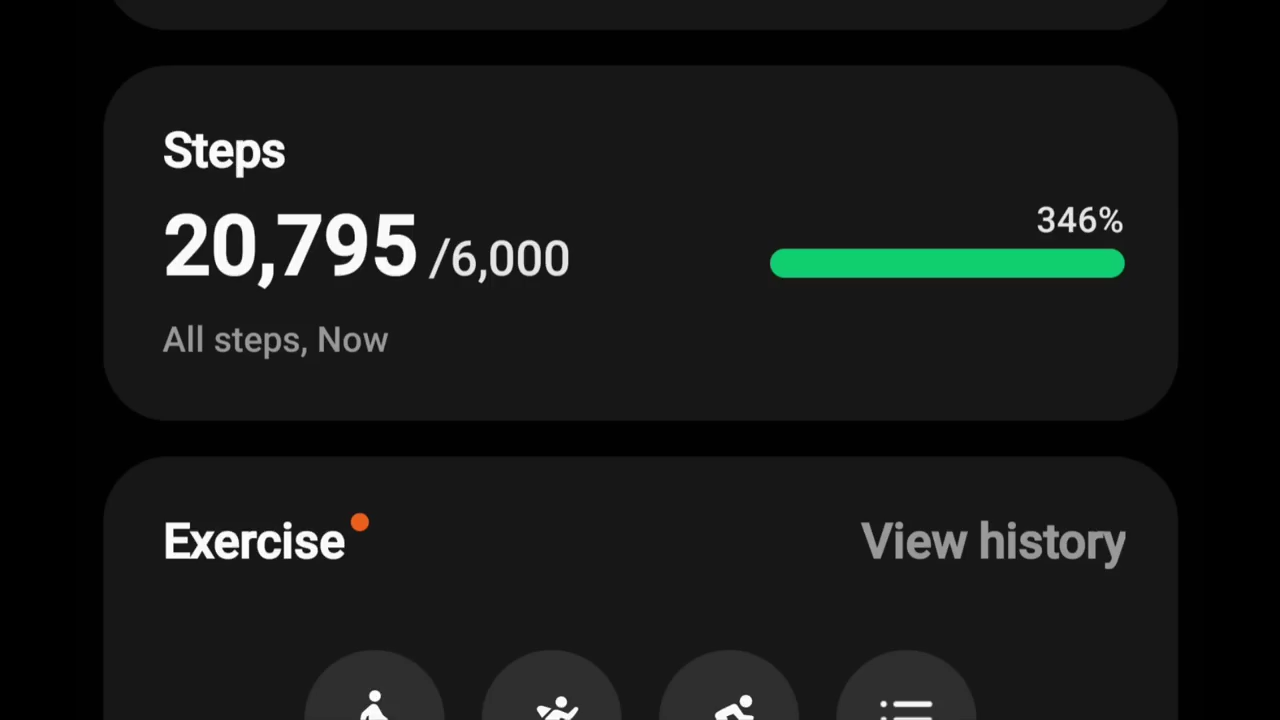 Steps
20,795 /6,000
346%
All steps, Now
Exercise
View history